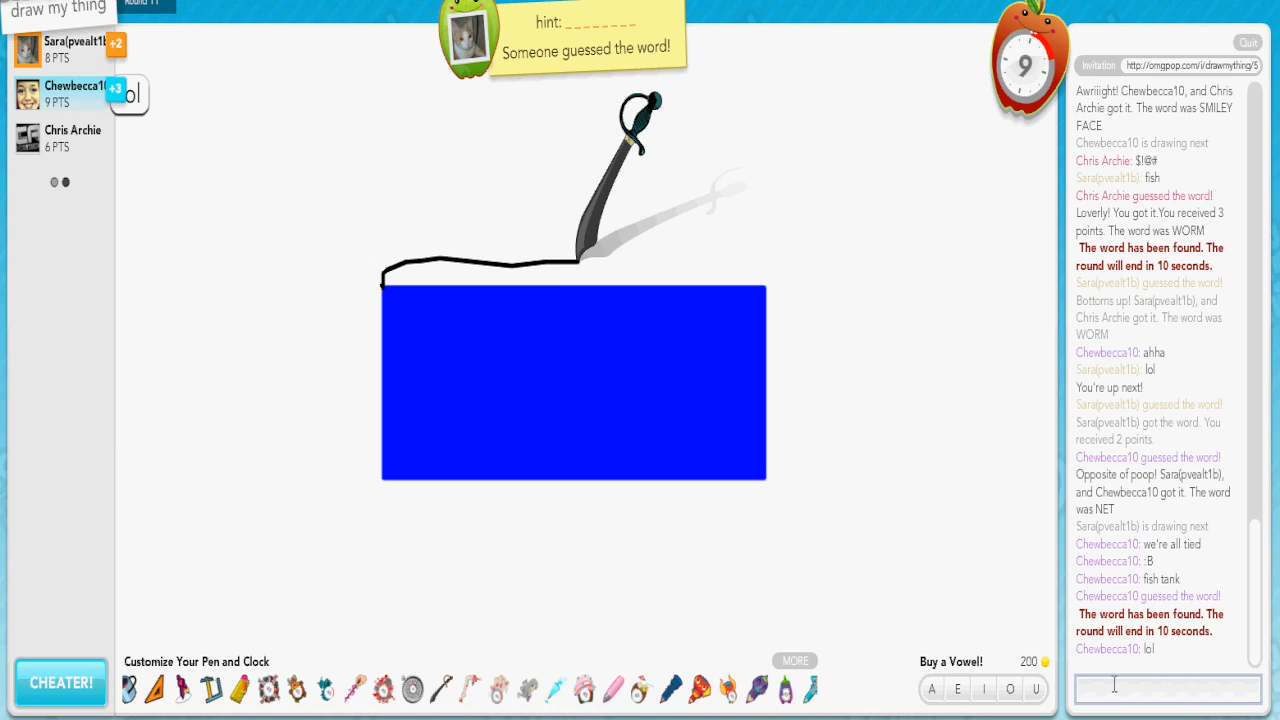 draw my thing
Round 11
hint: _ _ _ _ _ _ _ _
Someone guessed the word!
9
Sara(pvealt1b
+2
8 PTS
Chewbecca10
+3
9 PTS
ol
Chris Archie
6 PTS
Quit
Invitation http://omgpop.com/i/drawmything/5
Awriiight! Chewbecca10, and Chris
Archie got it. The word was SMILEY
FACE
Chewbecca10 is drawing next
Chris Archie: $!@#
Sara(pvealt1b): fish
Chris Archie guessed the word!
Loverly! You got it.You received 3
points. The word was WORM
The word has been found. The
round will end in 10 seconds.
Sara(pvealt1b) guessed the word!
Bottoms up! Sara(pvealt1b), and
Chris Archie got it. The word was
WORM
Chewbecca10: ahha
Sara(pvealt1b): lol
You're up next!
Sara(pvealt1b) guessed the word!
Sara(pvealt1b) got the word. You
received 2 points.
Chewbecca10 guessed the word!
Opposite of poop! Sara(pvealt1b),
and Chewbecca10 got it. The word
was NET
Sara(pvealt1b) is drawing next
Chewbecca10: we're all tied
Chewbecca10: :B
Chewbecca10: fish tank
Chewbecca10 guessed the word!
The word has been found. The
round will end in 10 seconds.
Chewbecca10: lol
Customize Your Pen and Clock
MORE
Buy a Vowel! 200
A E I O U
CHEATER!